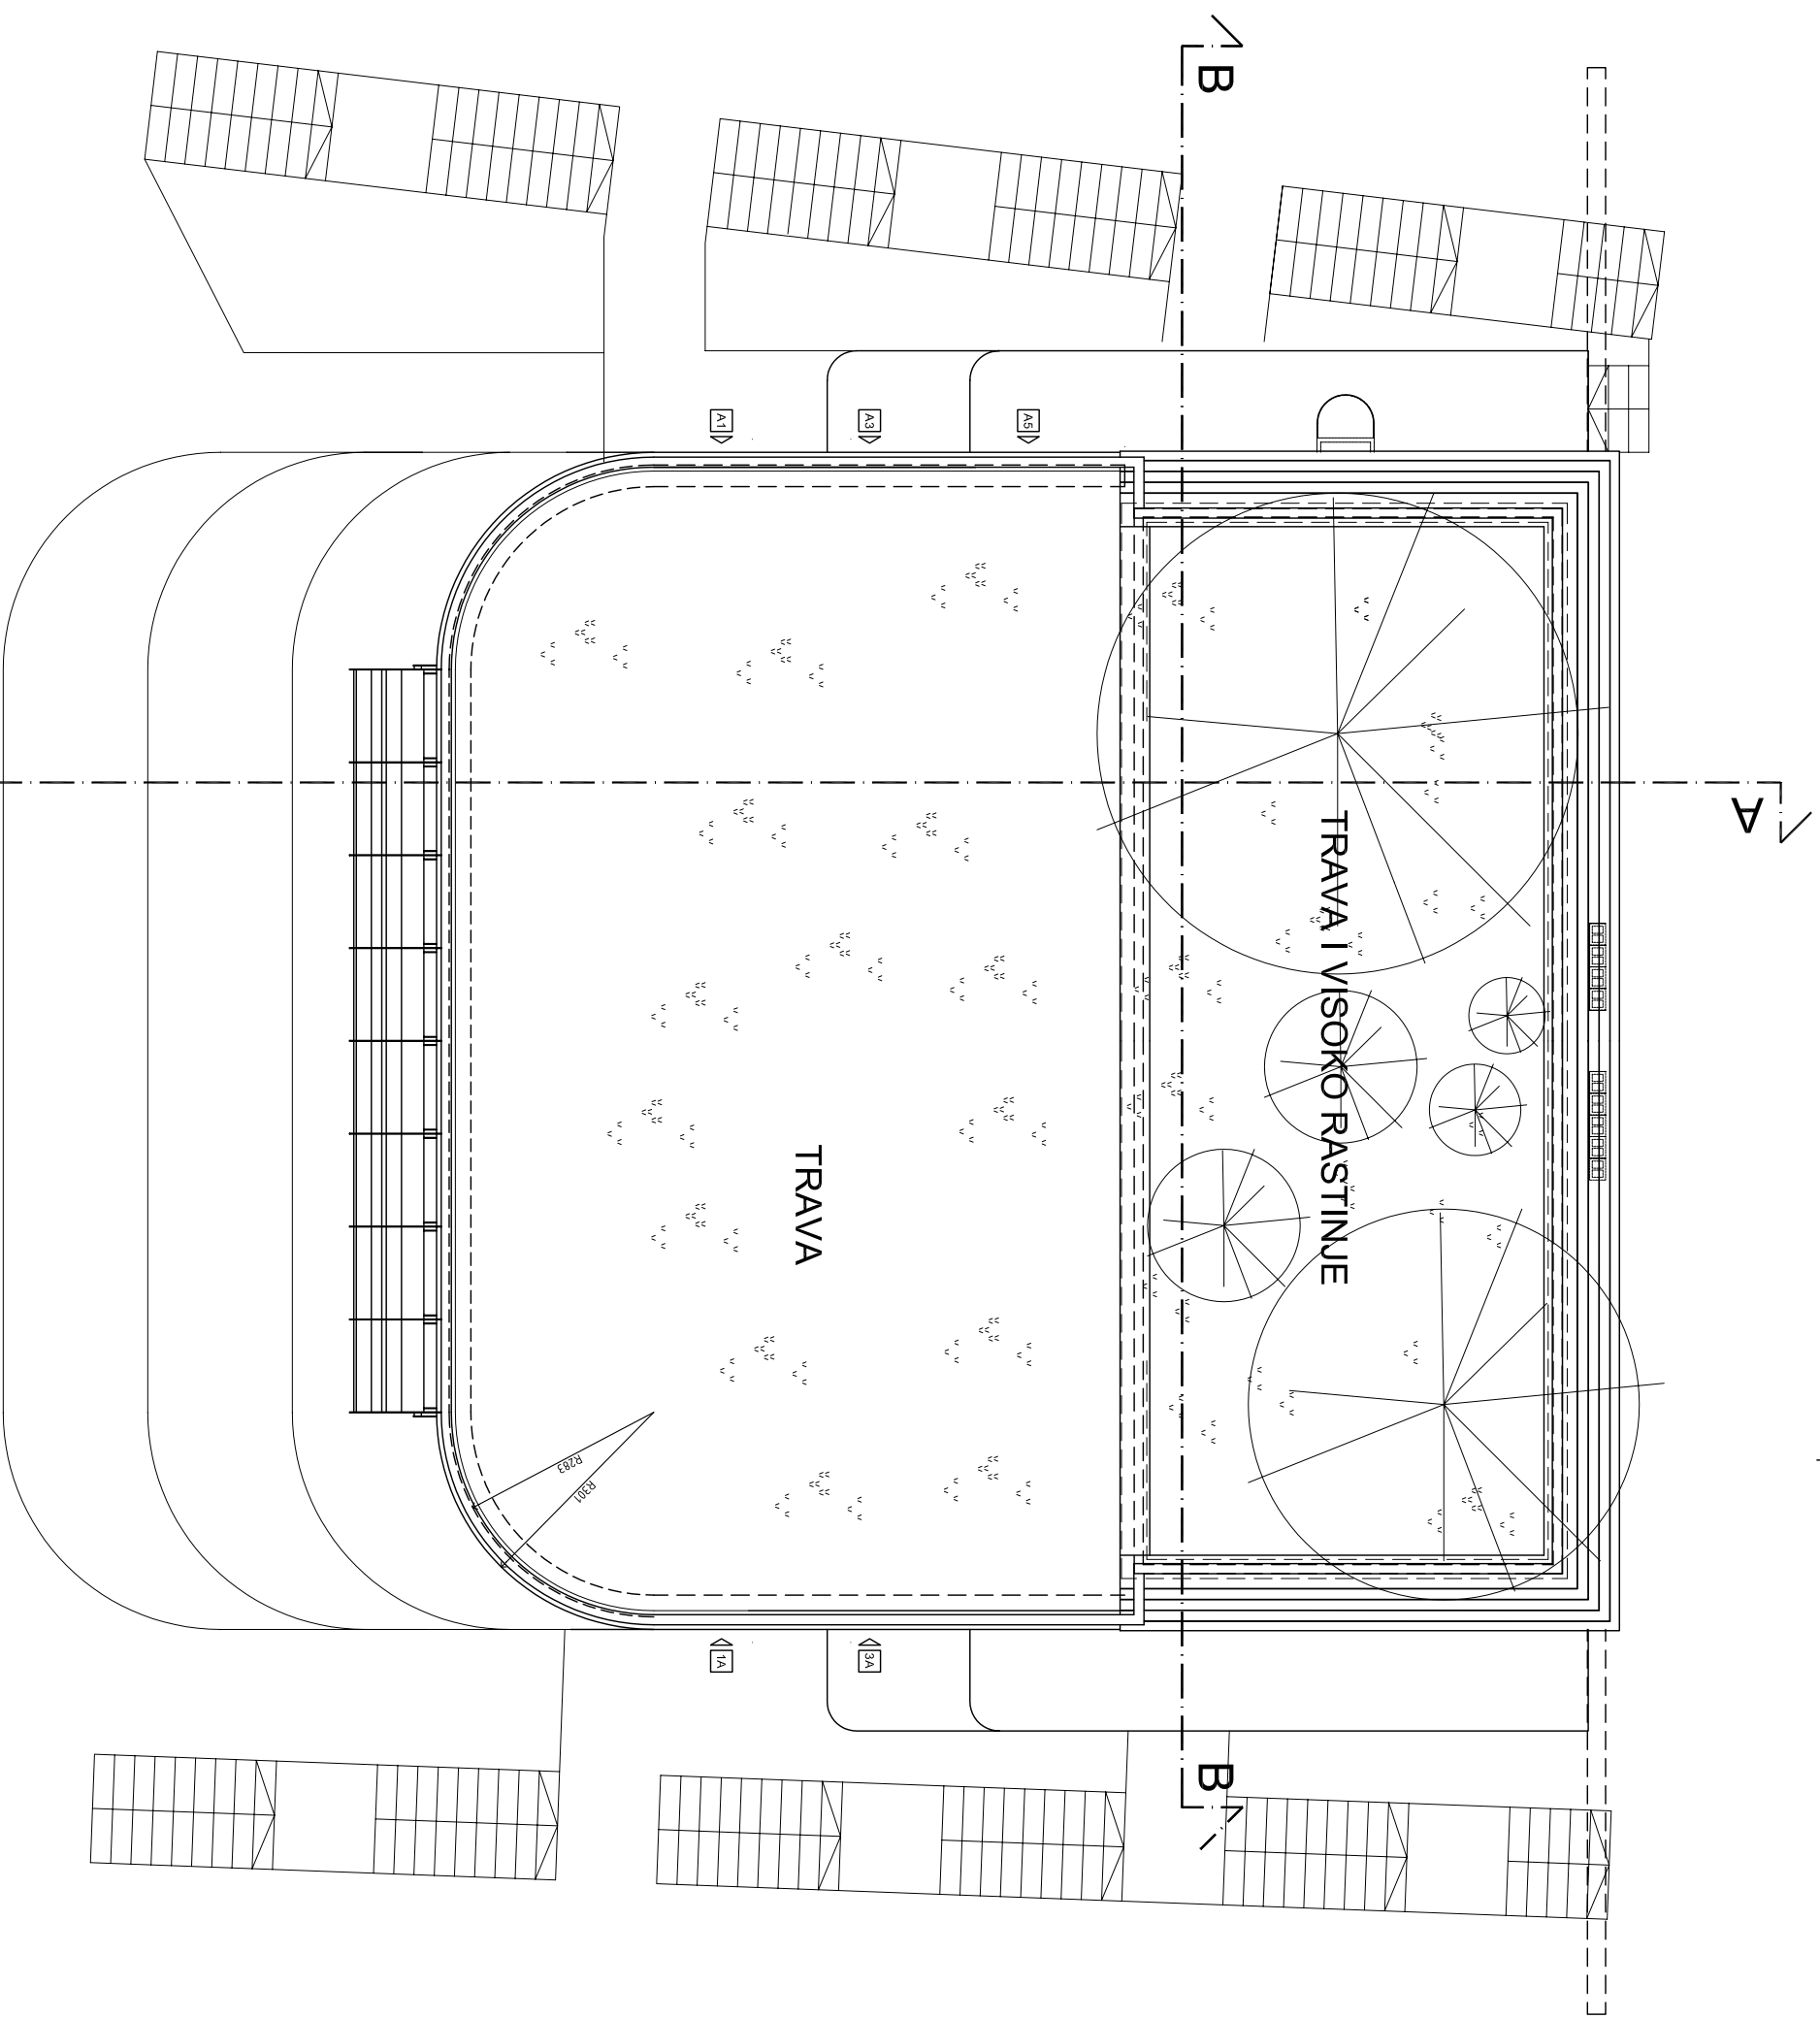 B
A1
A3
A5
A
TRAVA I VISOKO RASTINJE
TRAVA
R283
R301
1A
3A
B